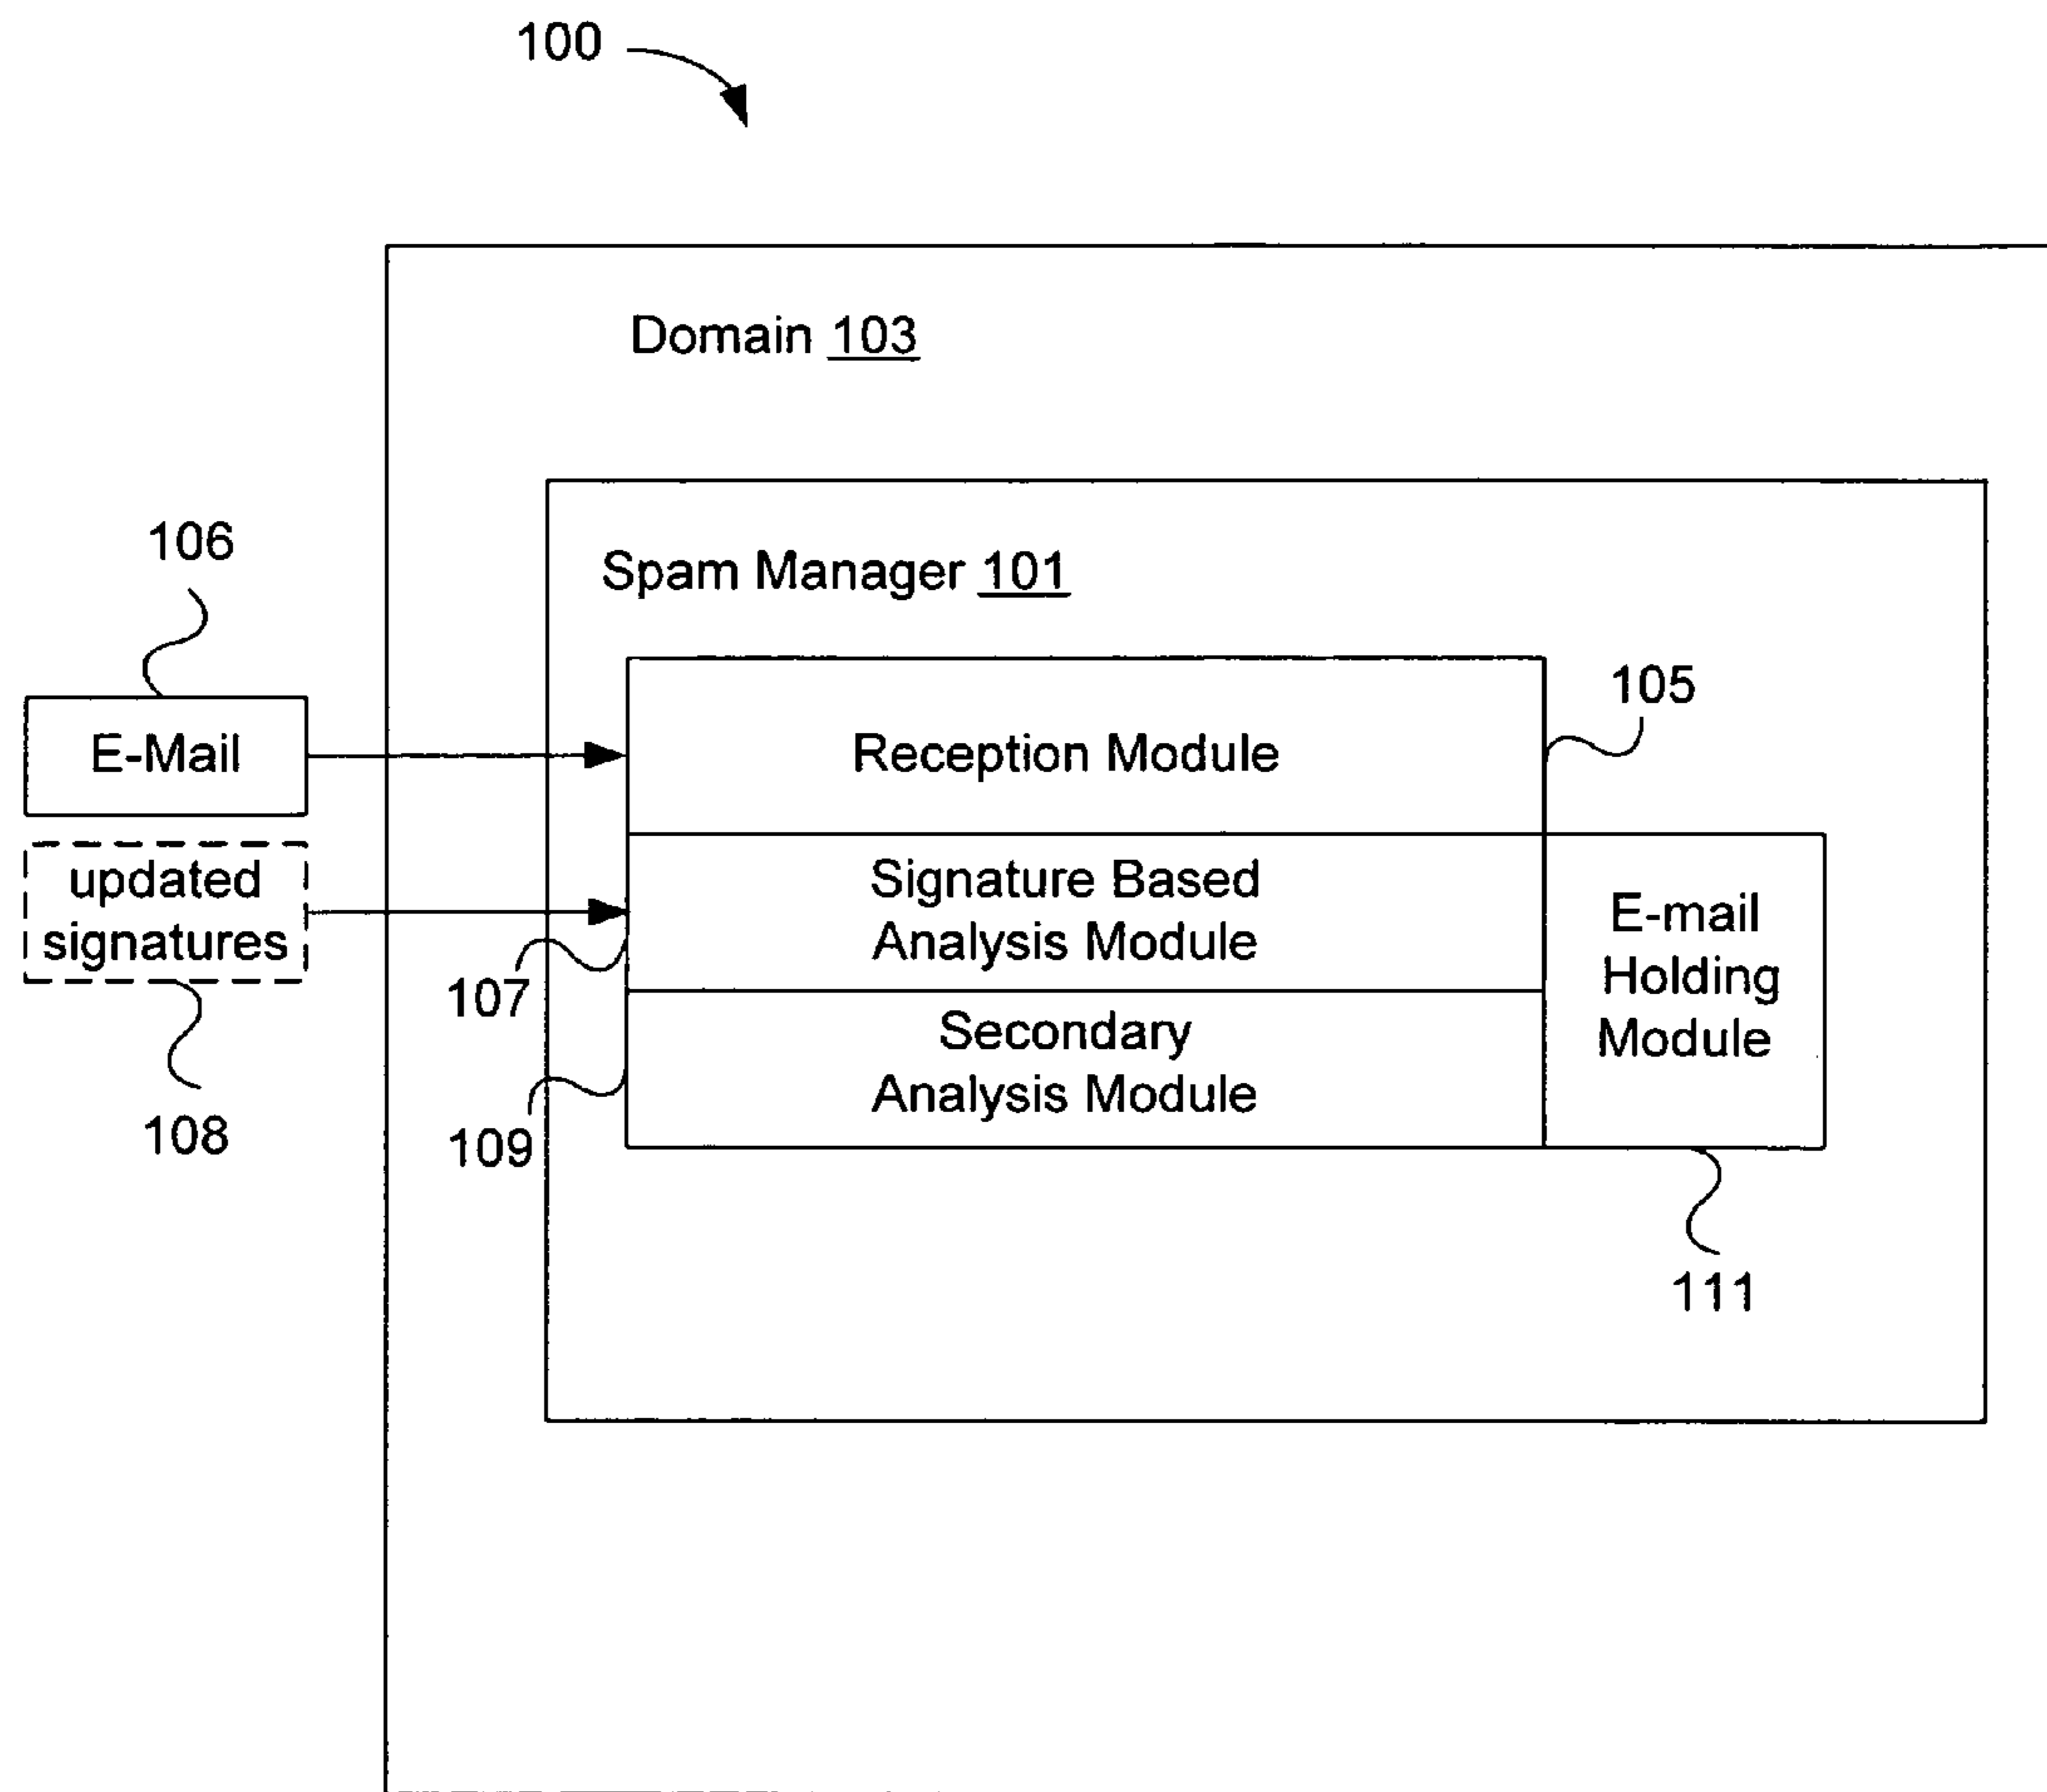 100
Domain 103
106
Spam Manager 101
105
E-Mail
Reception Module
updated
signatures
Signature Based
Analysis Module
E-mail
Holding
Module
107
Secondary
Analysis Module
108
109
111